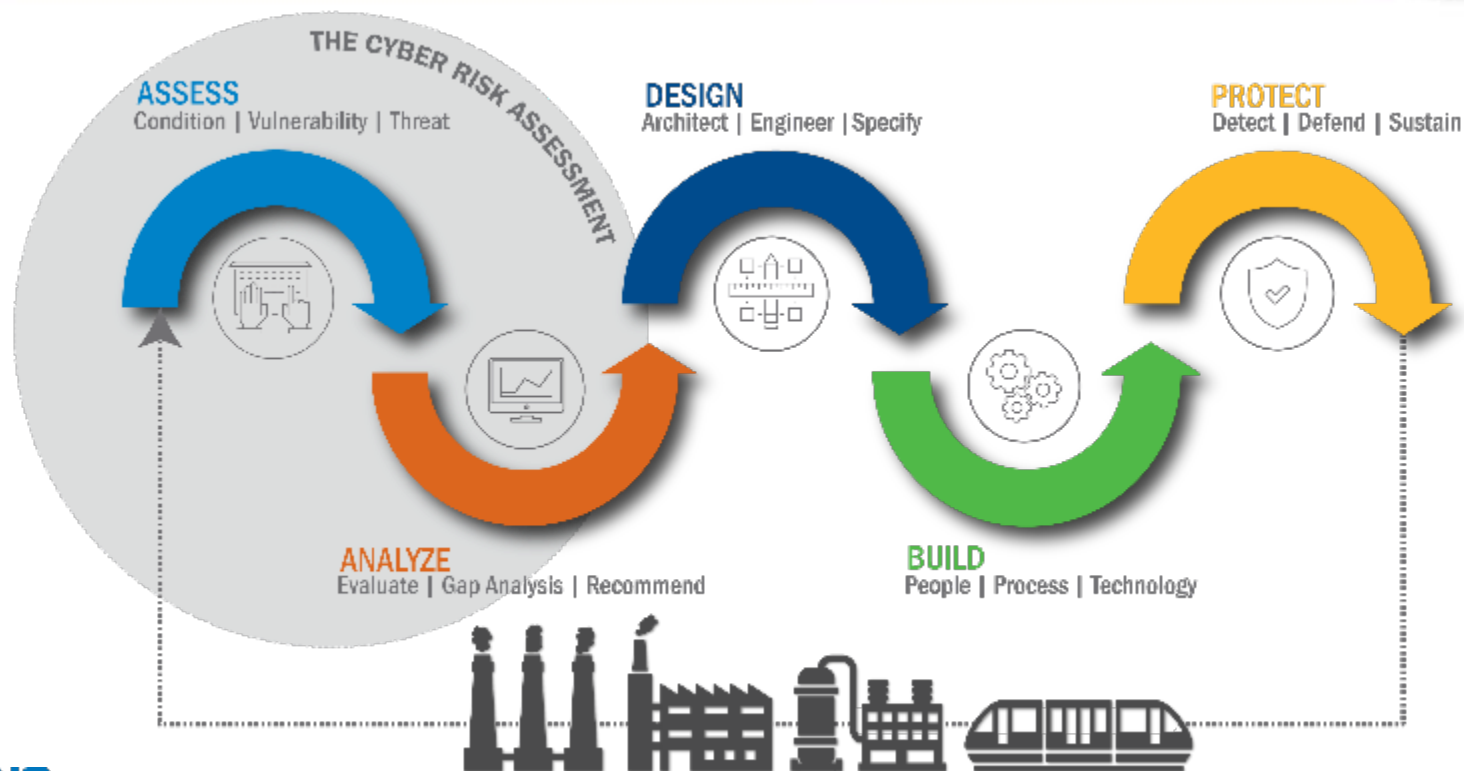 THE CYBER RISK ASSESSMENT
ASSESS
Condition | Vulnerability | Threat
DESIGN
Architect | Engineer | Specify
PROTECT
Detect | Defend | Sustain
ANALYZE
Evaluate | Gap Analysis | Recommend
BUILD
People | Process | Technology